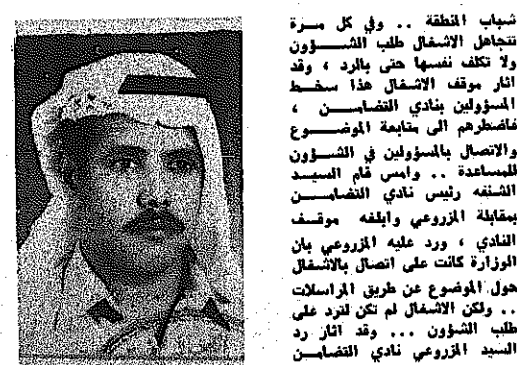 شباب المنطقة .. وفي كل مرة
تتجاهل الاشغال طلب الشؤون
ولا تكلف نفسها حتى بالرد ، وقد
اثار موقف الاشغال هذا سخط
المسؤولين بنادي التضامن ،
فاضطرهم الى متابعة الموضوع
والاتصال بالمسؤولين في الشؤون
للمساعدة .. وامس قام السيد
الشنفه رئيس نادي التضامن
بمقابلة المزروعي وابلغه موقف
النادي ، ورد عليه المزروعي بان
الوزارة كانت على اتصال بالاشغال
حول الموضوع عن طريق المراسلات
.. ولكن الاشغال لم تكن لترد على
طلب الشؤون ... وقد اثار رد
السيد المزروعي نادي التضامن